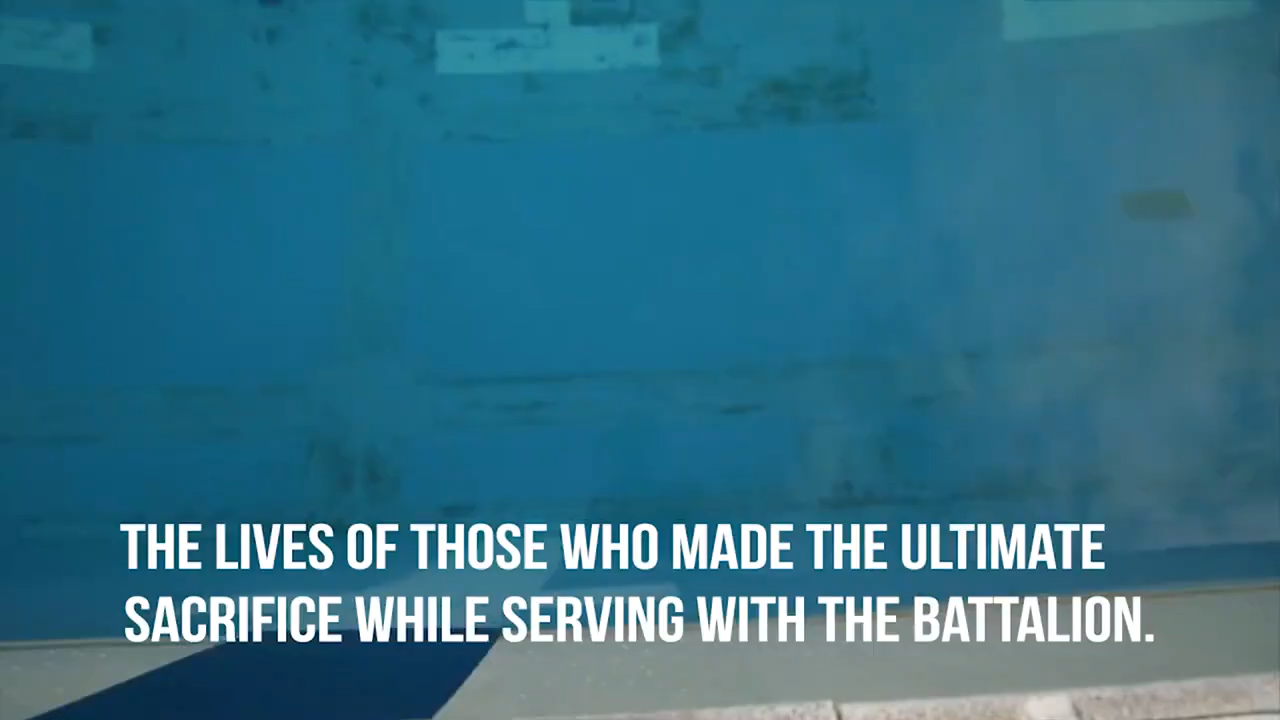 THE LIVES OF THOSE WHO MADE THE ULTIMATE
SACRIFICE WHILE SERVING WITH THE BATTALION.